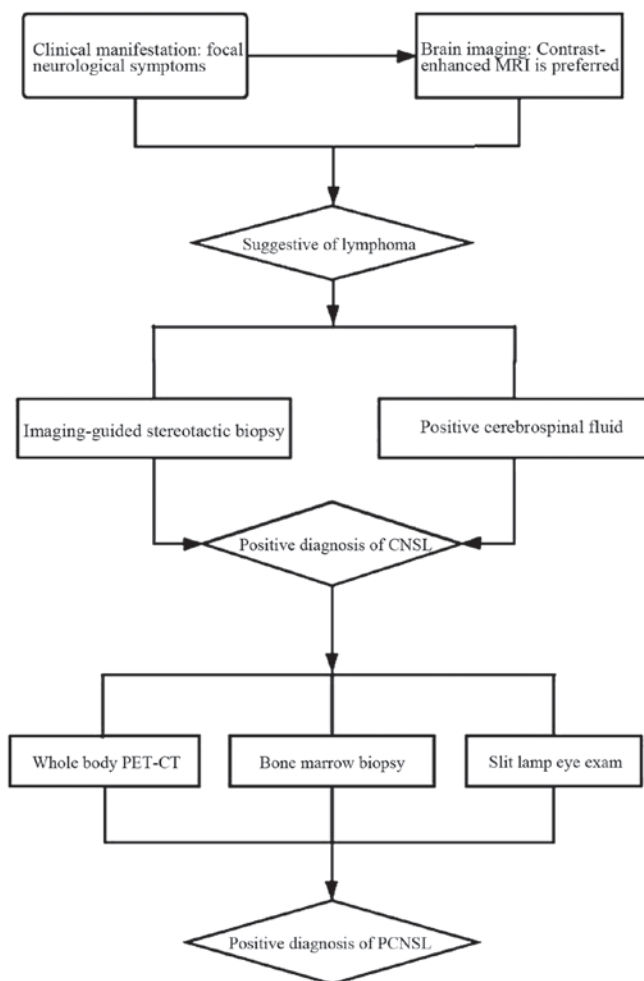 Clinical manifestation: focal
neurological symptoms
Brain imaging: Contrast-
enhanced MRI is preferred
Suggestive of lymphoma
Imaging-guided stereotactic biopsy
Positive cerebrospinal fluid
Positive diagnosis of CNSL
Whole body PET-CT
Bone marrow biopsy
Slit lamp eye exam
Positive diagnosis of PCNSL